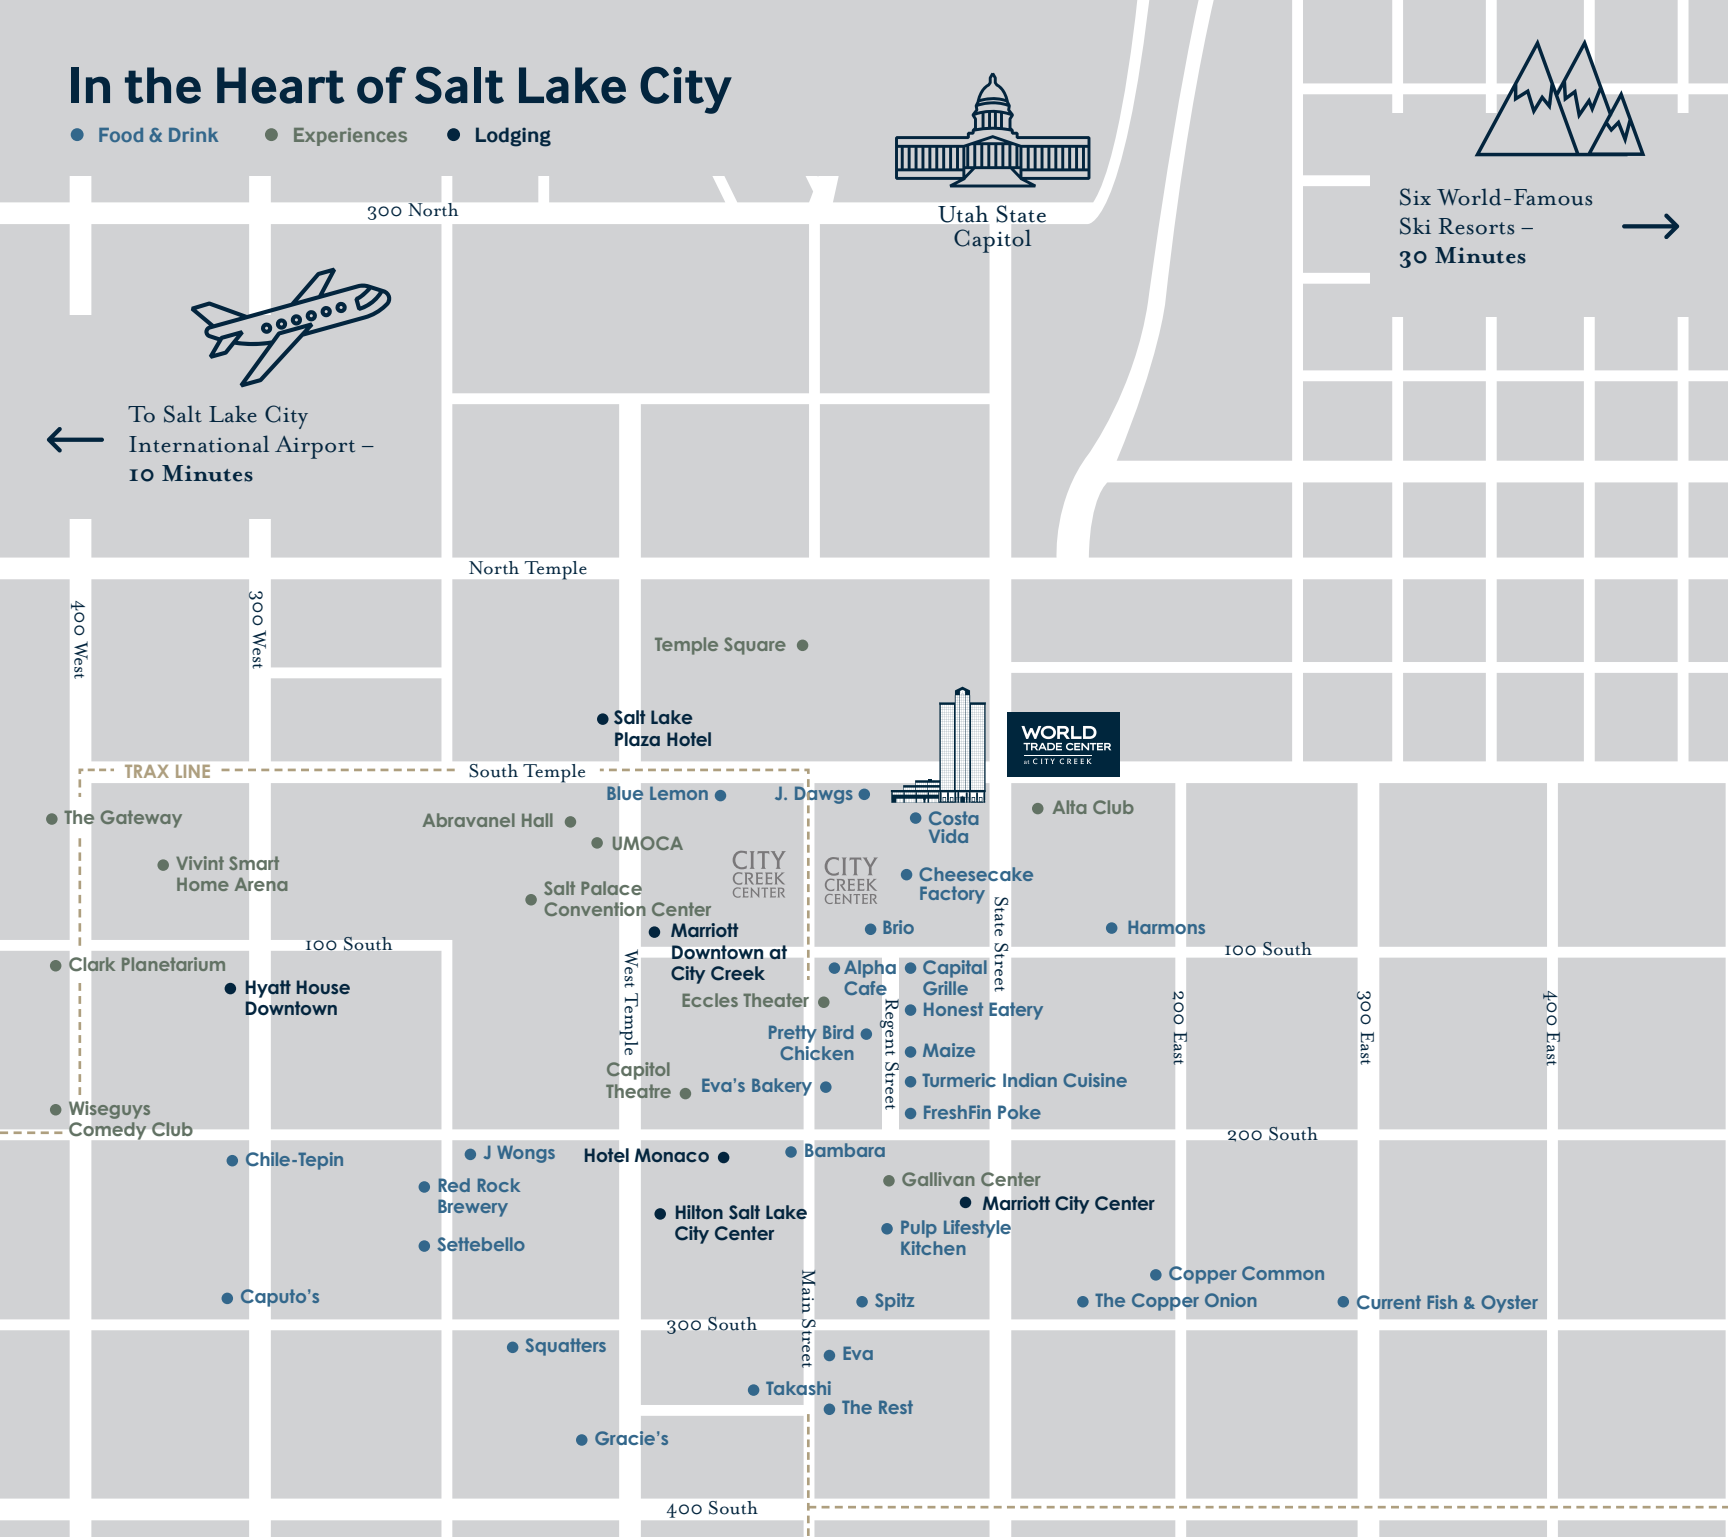 In the Heart of Salt Lake City
Food & Drink
Experiences
Lodging
300 North
Utah State
Capitol
Six World-Famous
Ski Resorts –
30 Minutes
To Salt Lake City
International Airport –
10 Minutes
North Temple
400 West
300 West
Temple Square
Salt Lake
Plaza Hotel
WORLD
TRADE CENTER
at CITY CREEK
TRAX LINE
South Temple
Blue Lemon
J. Dawgs
The Gateway
Abravanel Hall
UMOCA
Costa
Vida
Alta Club
Vivint Smart
Home Arena
CITY
CREEK
CENTER
CITY
CREEK
CENTER
Cheesecake
Factory
Salt Palace
Convention Center
Marriott
Downtown at
City Creek
Brio
State Street
Harmons
100 South
100 South
Clark Planetarium
Hyatt House
Downtown
West Temple
Alpha
Cafe
Capital
Grille
Eccles Theater
Regent Street
Honest Eatery
200 East
300 East
400 East
Pretty Bird
Chicken
Maize
Capitol
Theatre
Eva's Bakery
Turmeric Indian Cuisine
FreshFin Poke
Wiseguys
Comedy Club
200 South
Chile-Tepin
J Wongs
Hotel Monaco
Bambara
Red Rock
Brewery
Gallivan Center
Marriott City Center
Hilton Salt Lake
City Center
Pulp Lifestyle
Kitchen
Settebello
Main Street
Copper Common
Caputo's
Spitz
The Copper Onion
Current Fish & Oyster
300 South
Squatters
Eva
Takashi
The Rest
Gracie's
400 South